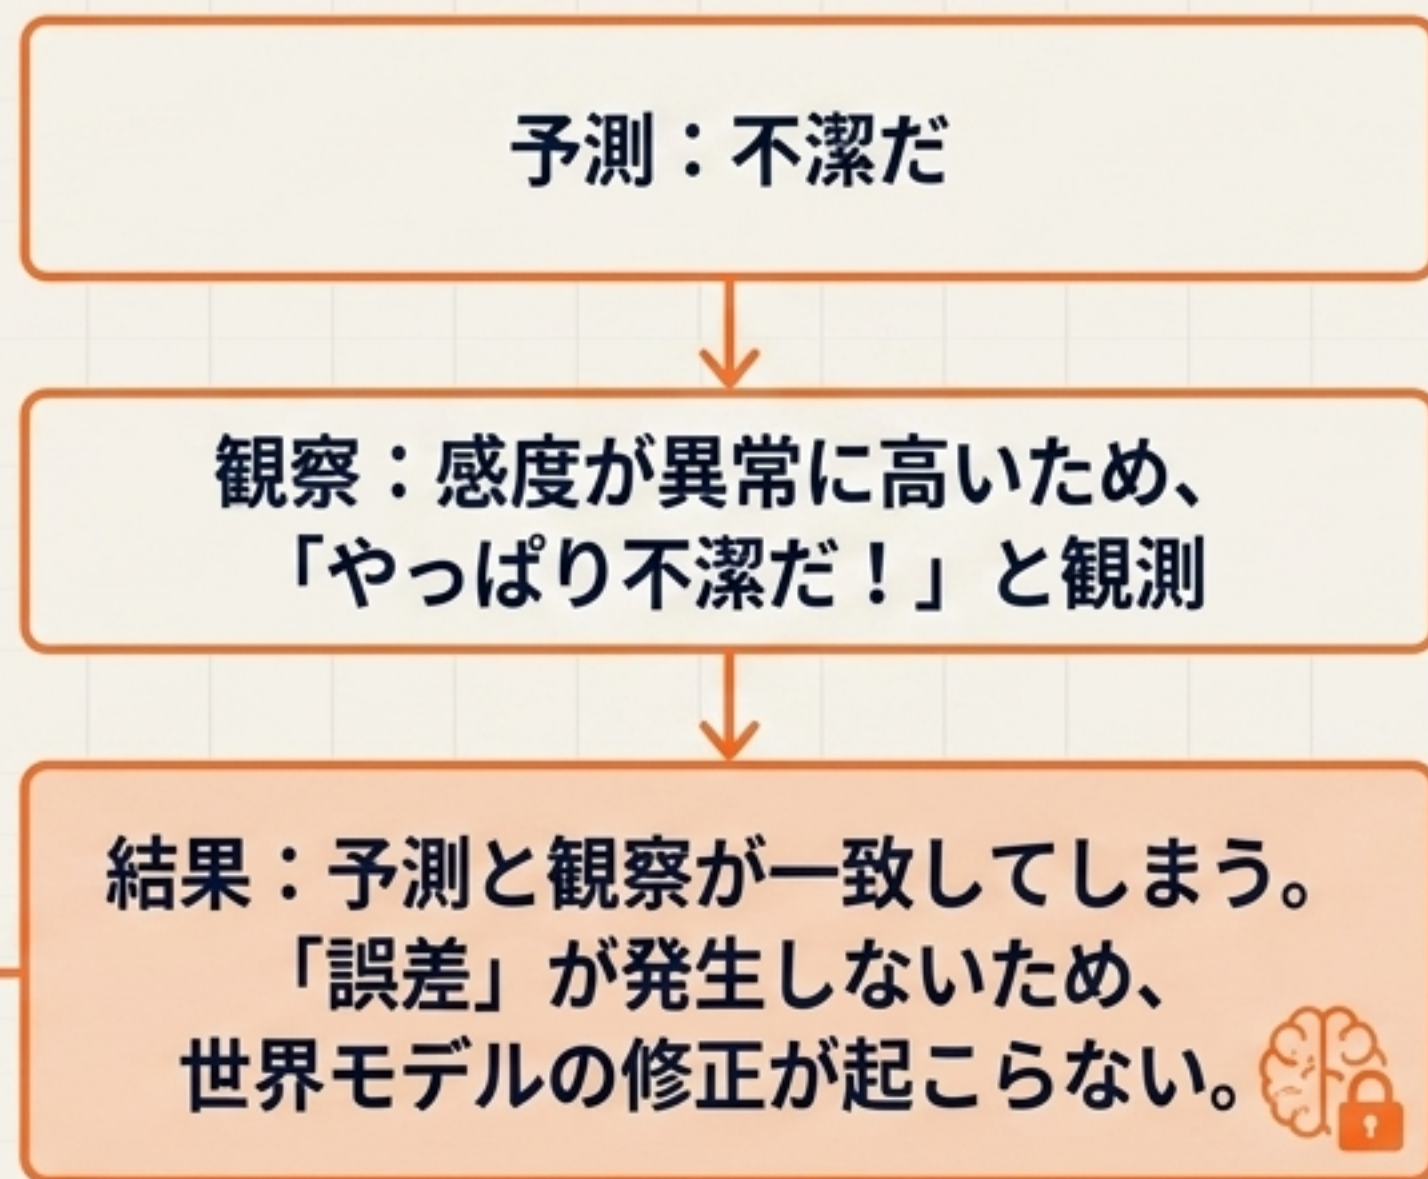 予測：不潔だ
観察：感度が異常に高いため、
「やっぱり不潔だ！」と観測
結果：予測と観察が一致してしまう。
「誤差」が発生しないため、
世界モデルの修正が起こらない。